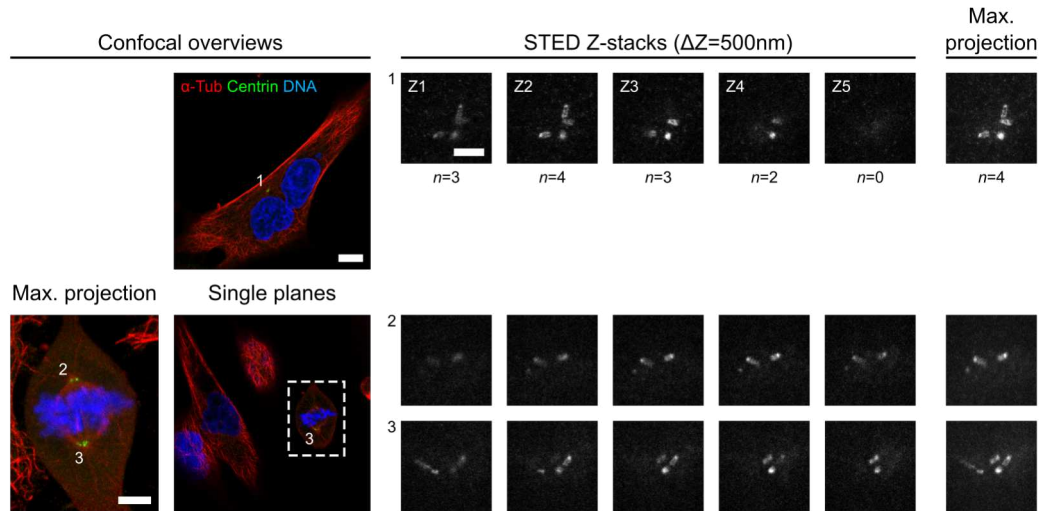 Confocal overviews
STED Z-stacks (ΔZ=500nm)
Max.
projection
α-Tub Centrin DNA
1
1
Z1
Z2
Z3
Z4
Z5
n=3
n=4
n=3
n=2
n=0
n=4
Max. projection
Single planes
2
3
3
2
3